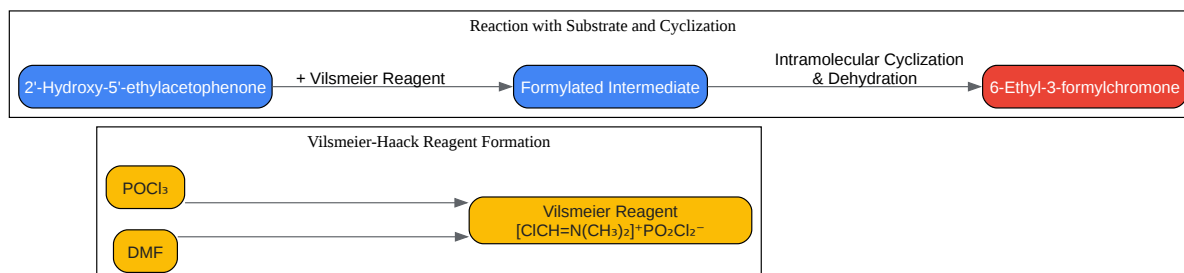 Reaction with Substrate and Cyclization
2'-Hydroxy-5'-ethylacetophenone
+ Vilsmeier Reagent
Formylated Intermediate
Intramolecular Cyclization
& Dehydration
6-Ethyl-3-formylchromone
Vilsmeier-Haack Reagent Formation
POCl₃
DMF
Vilsmeier Reagent
[ClCH=N(CH₃)₂]⁺PO₂Cl₂⁻